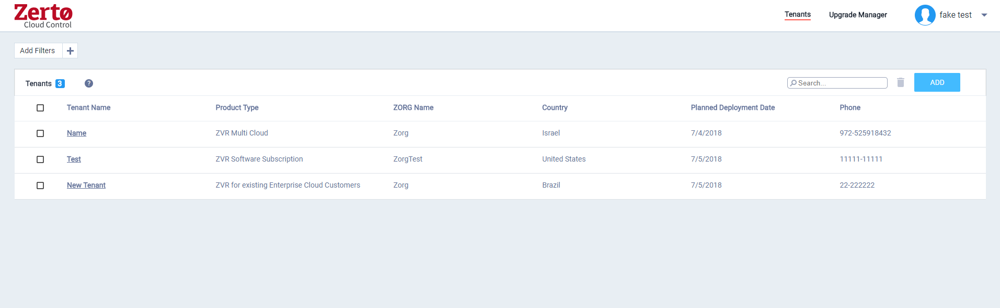 Zerto
Cloud Control
Tenants Upgrade Manager fake test
Add Filters +
Tenants 3 ? Search... ADD
Tenant Name Product Type ZORG Name Country Planned Deployment Date Phone
Name ZVR Multi Cloud Zorg Israel 7/4/2018 972-525918432
Test ZVR Software Subscription ZorgTest United States 7/5/2018 11111-11111
New Tenant ZVR for existing Enterprise Cloud Customers Zorg Brazil 7/5/2018 22-222222